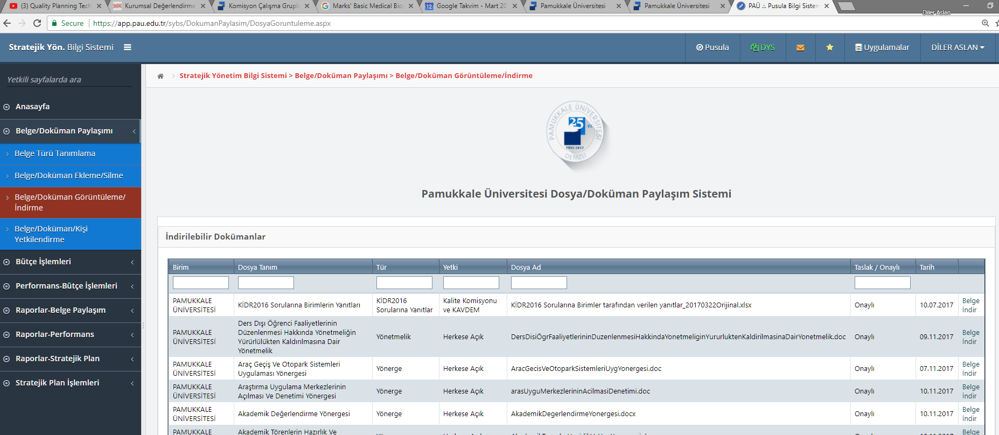 (3) Quality Planning Tech
Kurumsal Değerlendirme
Komisyon Çalışma Grupla
Marks' Basic Medical Bio
Google Takvim - Mart 20
Pamukkale Üniversitesi
Pamukkale Üniversitesi
PAÜ .:. Pusula Bilgi Sistem
Diler Aslan
Secure
https://app.pau.edu.tr/sybs/DokumanPaylasim/DosyaGoruntuleme.aspx
Stratejik Yön. Bilgi Sistemi
Pusula
DYS
Uygulamalar
DİLER ASLAN
Yetkili sayfalarda ara
Anasayfa
Belge/Doküman Paylaşımı
Belge Türü Tanımlama
Belge/Doküman Ekleme/Silme
Belge/Doküman Görüntüleme/
İndirme
Belge/Doküman/Kişi
Yetkilendirme
Bütçe İşlemleri
Performans-Bütçe İşlemleri
Raporlar-Belge Paylaşım
Raporlar-Performans
Raporlar-Stratejik Plan
Stratejik Plan İşlemleri
Stratejik Yönetim Bilgi Sistemi > Belge/Doküman Paylaşımı > Belge/Doküman Görüntüleme/İndirme
PAMUKKALE ÜNİVERSİTESİ
25.YIL
1992-2017
DENİZLİ
Pamukkale Üniversitesi Dosya/Doküman Paylaşım Sistemi
İndirilebilir Dokümanlar
Birim Dosya Tanım Tür Yetki Dosya Ad Taslak / Onaylı Tarih
PAMUKKALE
ÜNİVERSİTESİ
KİDR2016 Sorularına Birimlerin Yanıtları
KİDR2016
Sorularına Yanıtlar
Kalite Komisyonu
ve KAVDEM
KİDR2016 Sorularına Birimler tarafından verilen yanıtlar_20170322Orijinal.xlsx
Onaylı
10.07.2017
Belge
İndir
PAMUKKALE
ÜNİVERSİTESİ
Ders Dışı Öğrenci Faaliyetlerinin
Düzenlenmesi Hakkında Yönetmeliğin
Yürürlülükten Kaldırılmasına Dair
Yönetmelik
Yönetmelik
Herkese Açık
DersDisiÖgrFaaliyetlerininDuzenlenmesiHakkindaYonetmeliginYururluktenKaldirilmasinaDairYonetmelik.doc
Onaylı
09.11.2017
Belge
İndir
PAMUKKALE
ÜNİVERSİTESİ
Araç Geçiş Ve Otopark Sistemleri
Uygulaması Yönergesi
Yönerge
Herkese Açık
AracGecisVeOtoparkSistemleriUygYonergesi.doc
Onaylı
07.11.2017
Belge
İndir
PAMUKKALE
ÜNİVERSİTESİ
Araştırma Uygulama Merkezlerinin
Açılması Ve Denetimi Yönergesi
Yönerge
Herkese Açık
arasUyguMerkezlerininAcilmasiDenetimi.doc
Onaylı
10.11.2017
Belge
İndir
PAMUKKALE
ÜNİVERSİTESİ
Akademik Değerlendirme Yönergesi
Yönerge
Herkese Açık
AkademikDegerlendirmeYonergesi.docx
Onaylı
10.11.2017
Belge
İndir
PAMUKKALE
Akademik Törenlerin Hazırlık Ve
Belge